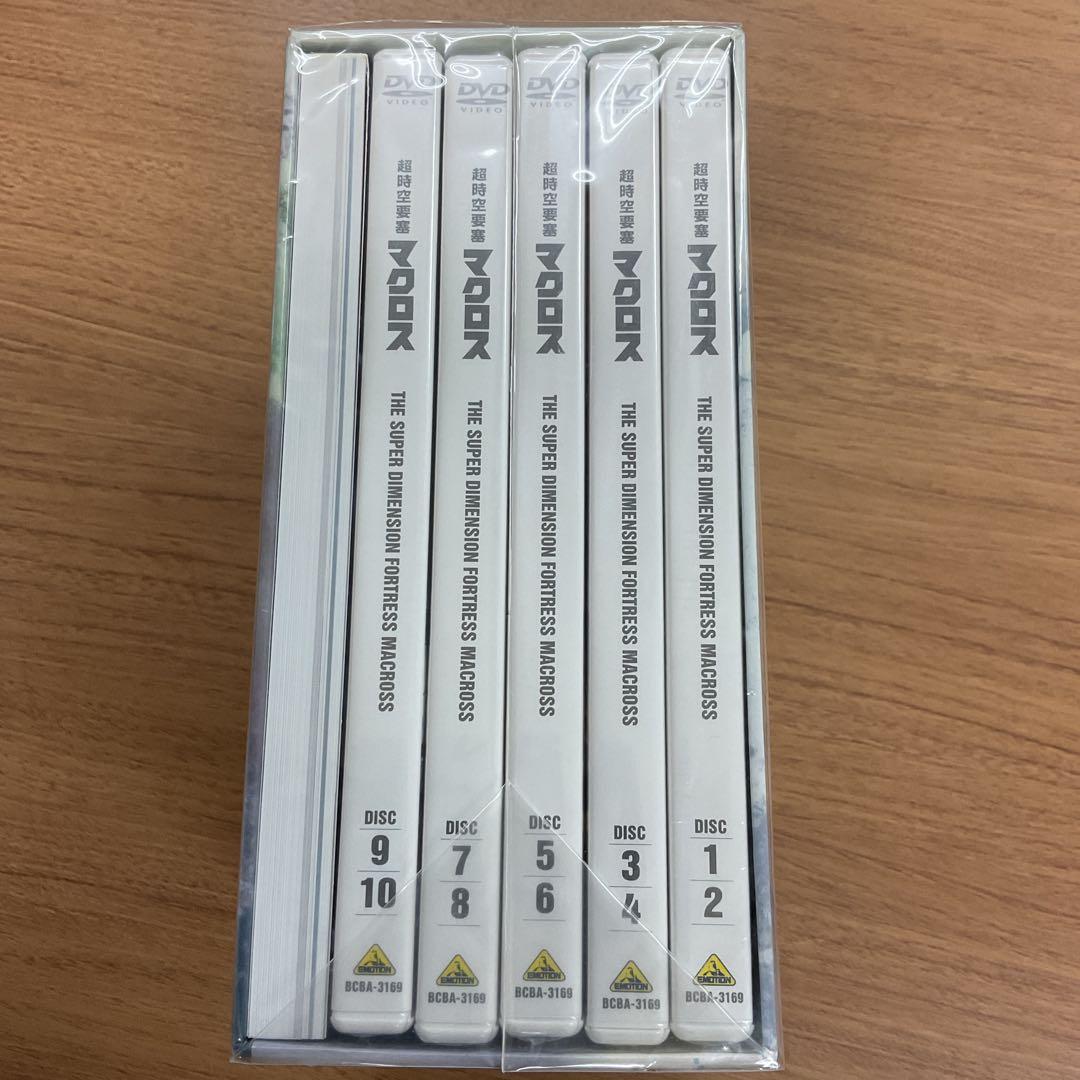 DVD
VIDEO
超時空要塞
マクロス
THE SUPER DIMENSION FORTRESS MACROSS
DISC
9
10
EMOTION
BCBA-3169
DVD
VIDEO
超時空要塞
マクロス
THE SUPER DIMENSION FORTRESS MACROSS
DISC
7
8
EMOTION
BCBA-3169
DVD
VIDEO
超時空要塞
マクロス
THE SUPER DIMENSION FORTRESS MACROSS
DISC
5
6
EMOTION
BCBA-3169
DVD
VIDEO
超時空要塞
マクロス
THE SUPER DIMENSION FORTRESS MACROSS
DISC
3
4
EMOTION
BCBA-3169
DVD
VIDEO
超時空要塞
マクロス
THE SUPER DIMENSION FORTRESS MACROSS
DISC
1
2
EMOTION
BCBA-3169